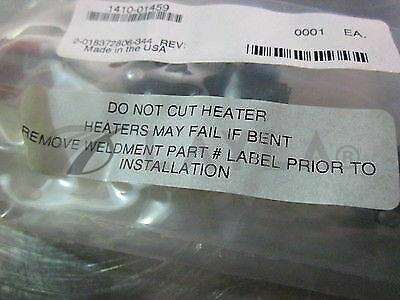 1410-01459
2-018372806-344 REV:
Made in the USA
0001 EA.
DO NOT CUT HEATER
HEATERS MAY FAIL IF BENT
REMOVE WELDMENT PART # LABEL PRIOR TO
INSTALLATION